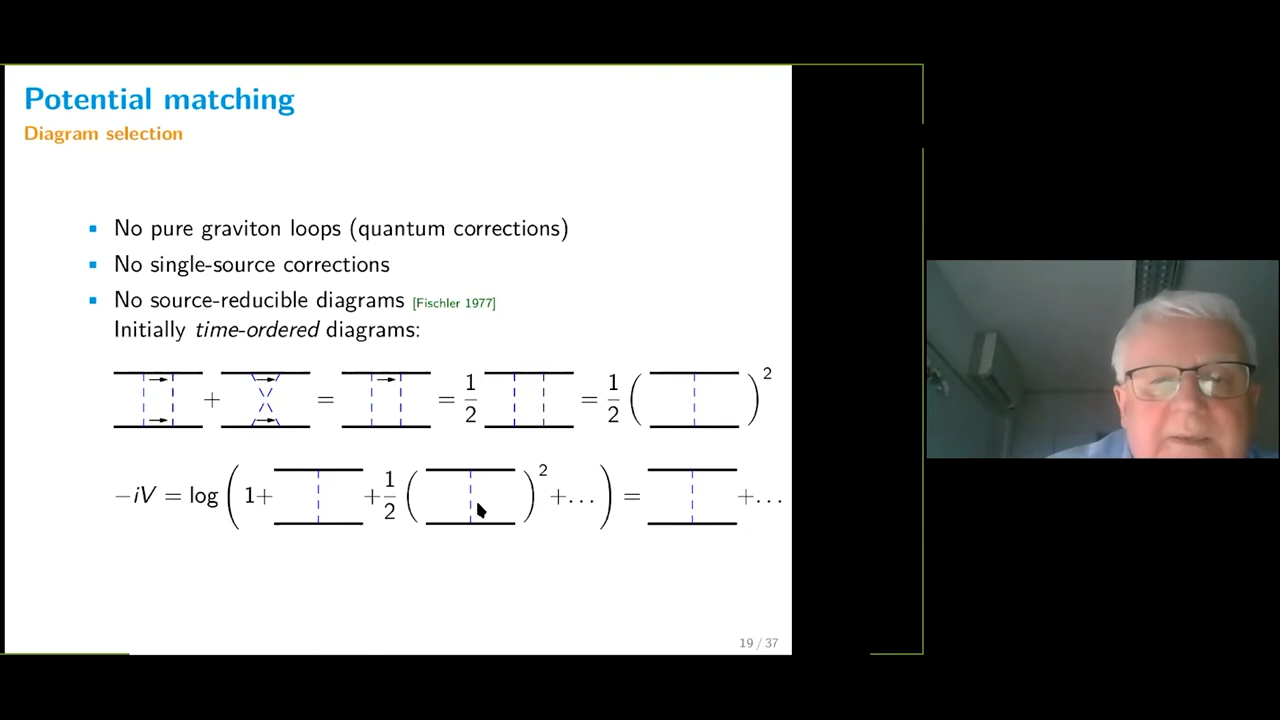 Potential matching
Diagram selection
No pure graviton loops (quantum corrections)
No single-source corrections
No source-reducible diagrams [Fischler 1977]
Initially time-ordered diagrams:
+ = = 1/2 = 1/2 ( )^2
−iV = log ( 1+ + 1/2 ( )^2 +... ) = +...
19 / 37